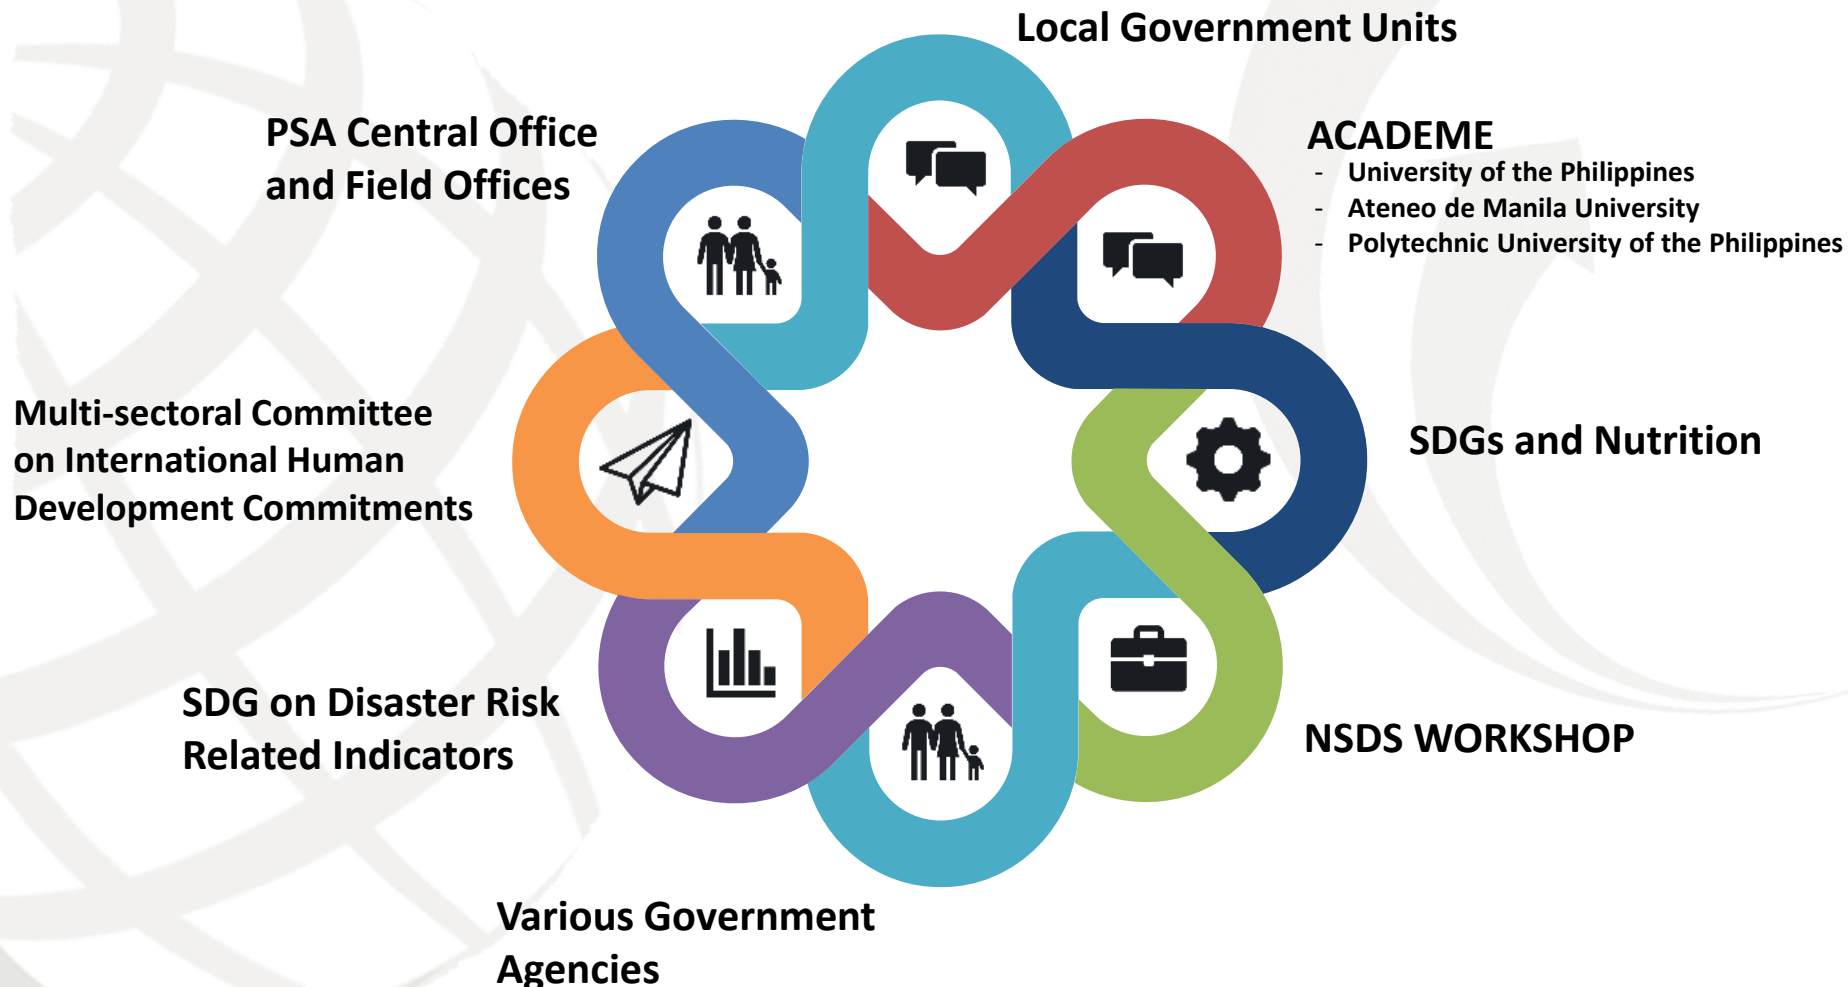 Local Government Units
PSA Central Office
and Field Offices
ACADEME
- University of the Philippines
- Ateneo de Manila University
- Polytechnic University of the Philippines
Multi-sectoral Committee
on International Human
Development Commitments
SDGs and Nutrition
SDG on Disaster Risk
Related Indicators
NSDS WORKSHOP
Various Government
Agencies